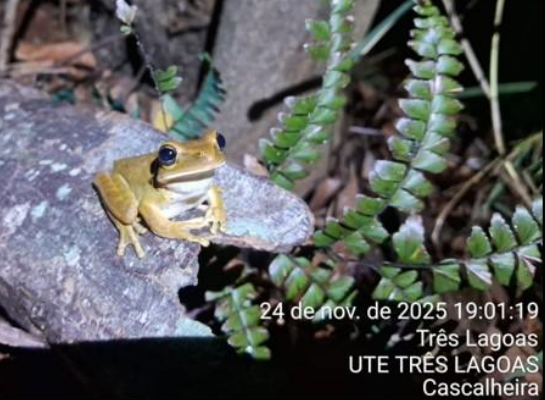 24 de nov. de 2025 19:01:19
Três Lagoas
UTE TRÊS LAGOAS
Cascalheira